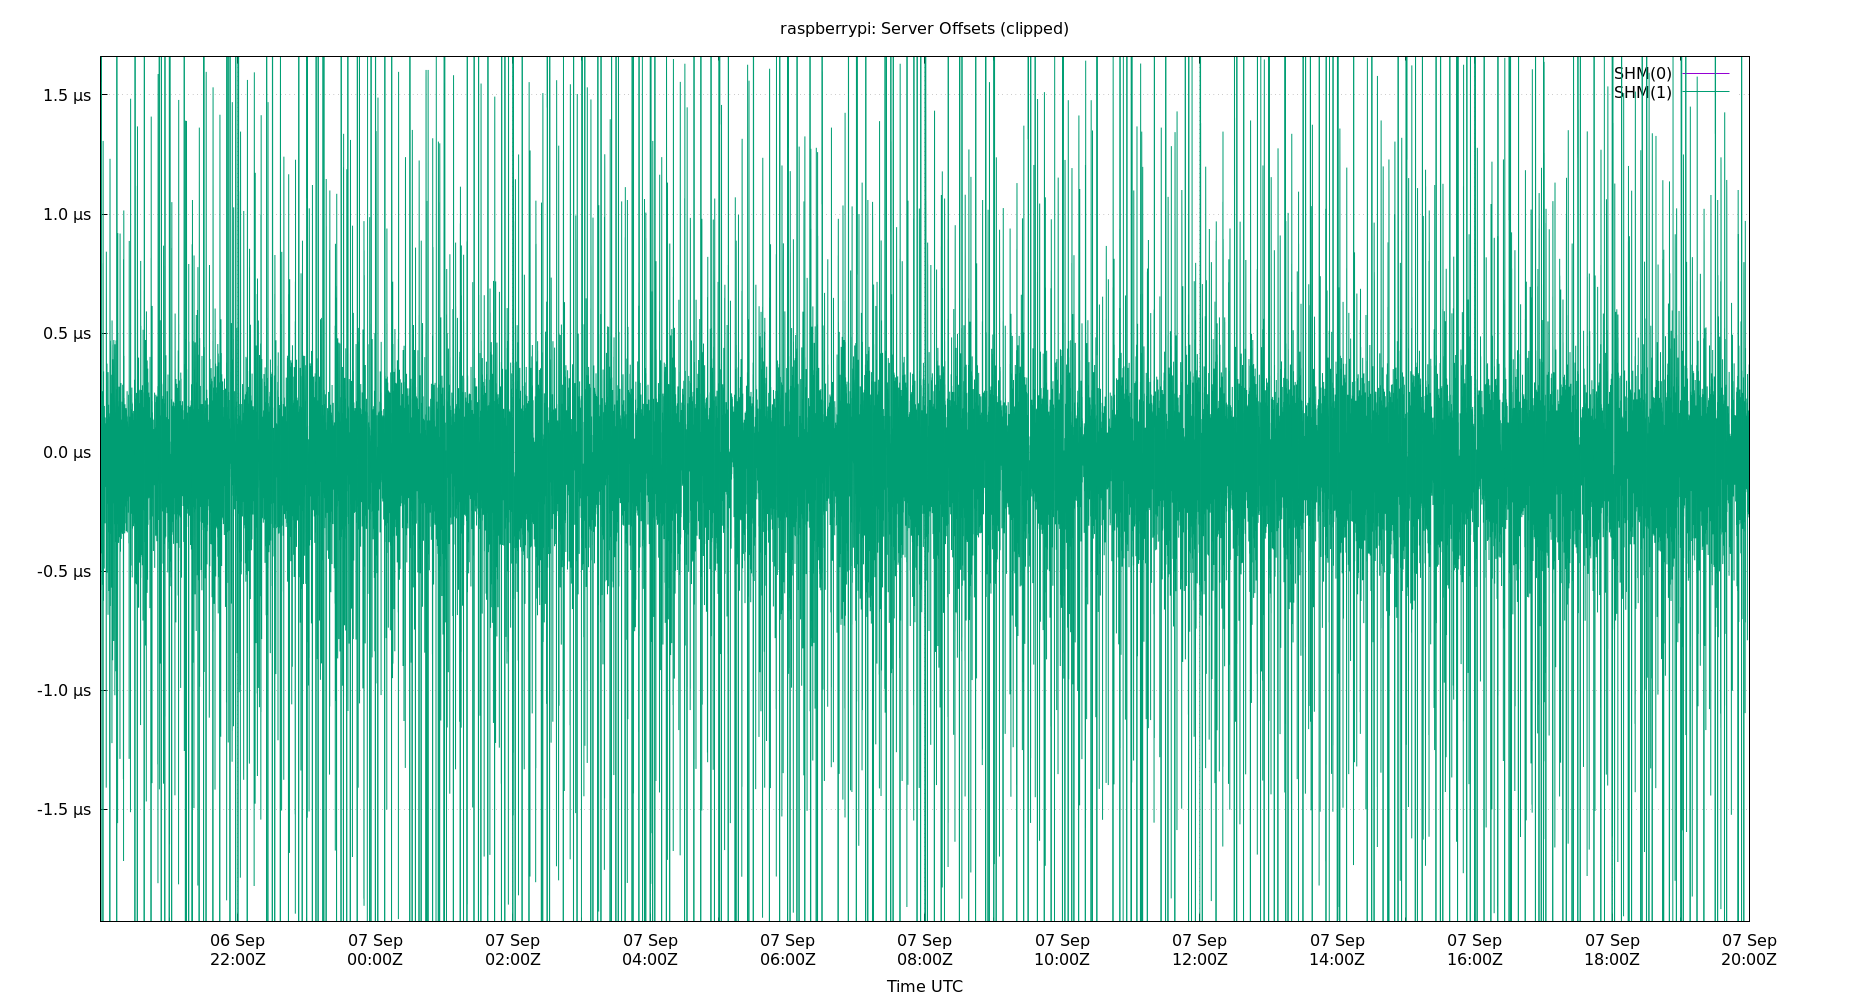 raspberrypi: Server Offsets (clipped)
SHM(0)
SHM(1)
1.5 µs
1.0 µs
0.5 µs
0.0 µs
-0.5 µs
-1.0 µs
-1.5 µs
06 Sep 07 Sep 07 Sep 07 Sep 07 Sep 07 Sep 07 Sep 07 Sep 07 Sep 07 Sep 07 Sep 07 Sep
22:00Z 00:00Z 02:00Z 04:00Z 06:00Z 08:00Z 10:00Z 12:00Z 14:00Z 16:00Z 18:00Z 20:00Z
Time UTC